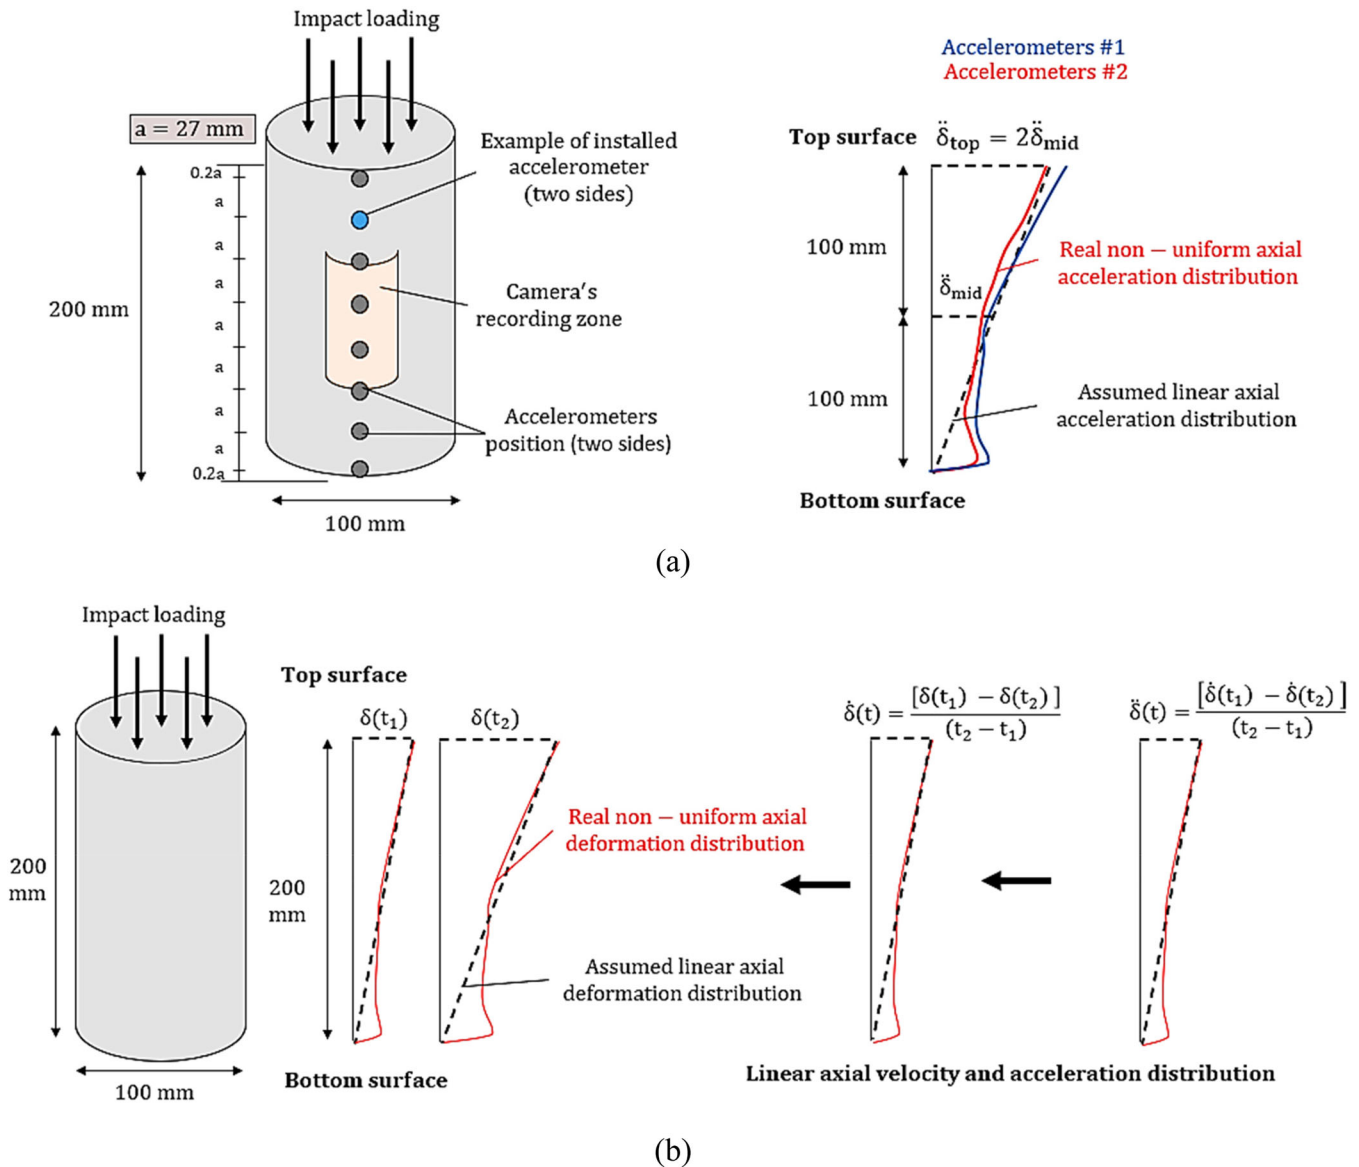 Impact loading
a = 27 mm
0.2a
a
a
a
a
a
a
a
0.2a
200 mm
100 mm
Example of installed
accelerometer
(two sides)
Camera's
recording zone
Accelerometers
position (two sides)
Accelerometers #1
Accelerometers #2
Top surface
δ̈top = 2δ̈mid
100 mm
δ̈mid
100 mm
Real non − uniform axial
acceleration distribution
Assumed linear axial
acceleration distribution
Bottom surface
(a)
Impact loading
200
mm
100 mm
Top surface
δ(t₁)
δ(t₂)
200
mm
Real non − uniform axial
deformation distribution
Assumed linear axial
deformation distribution
Bottom surface
δ̇(t) = [δ(t₁) − δ(t₂)] / (t₂ − t₁)
δ̈(t) = [δ̇(t₁) − δ̇(t₂)] / (t₂ − t₁)
Linear axial velocity and acceleration distribution
(b)